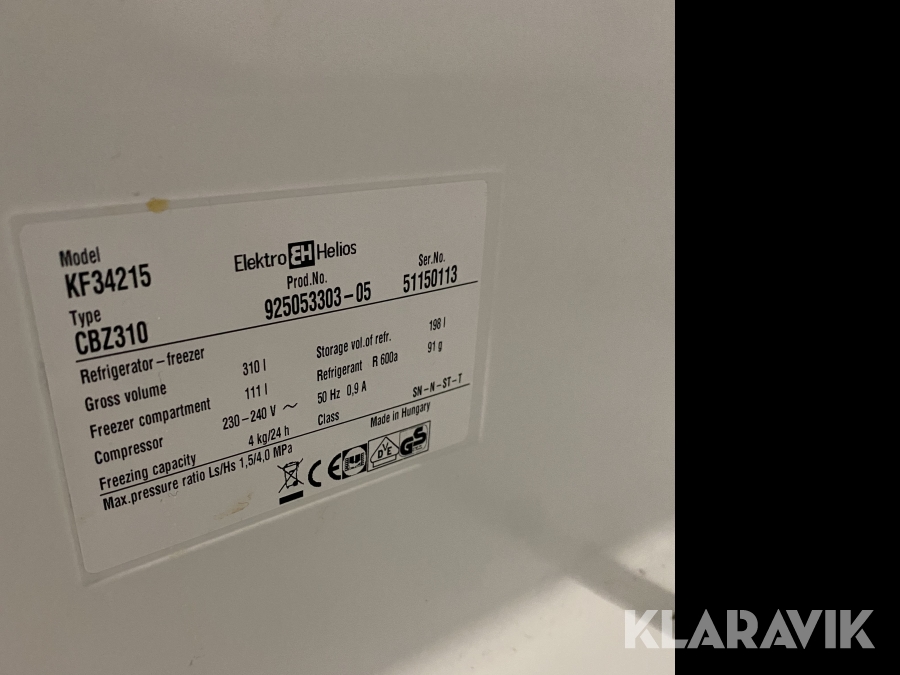 Model
KF34215
Elektro EH Helios
Type
CBZ310
Prod.No.
925053303-05
Ser.No.
51150113
Refrigerator-freezer
Gross volume 310 l
Storage vol.of refr. 198 l
Freezer compartment 111 l
Refrigerant R 600a 91 g
Compressor 230-240 V ~
50 Hz 0,9 A
Freezing capacity 4 kg/24 h
Class SN-N-ST-T
Max.pressure ratio Ls/Hs 1,5/4,0 MPa
Made in Hungary
CE
DVE
GS
KLARAVIK